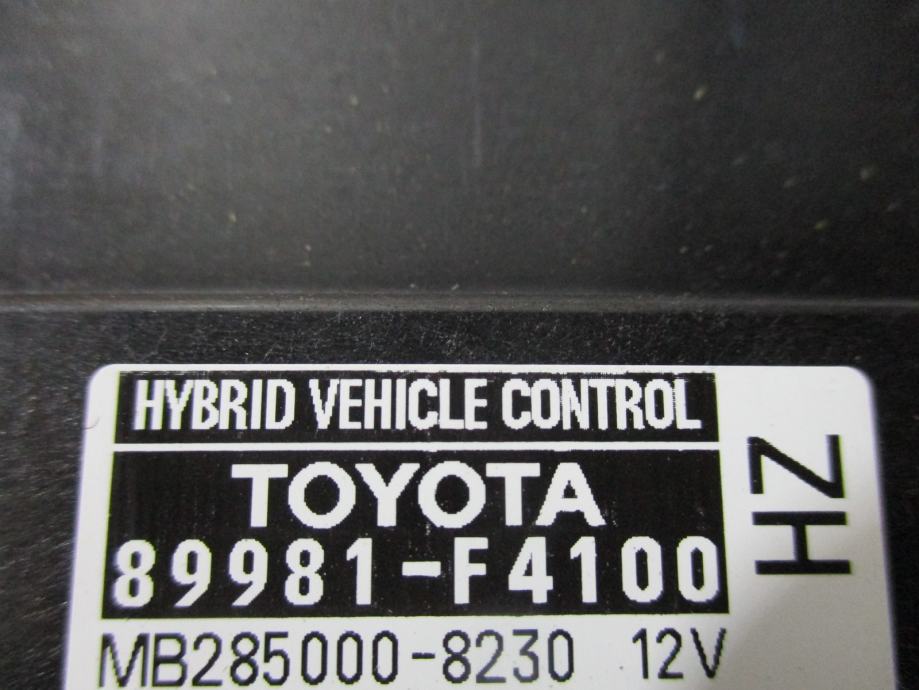 HYBRID VEHICLE CONTROL
TOYOTA
89981-F4100
MB285000-8230 12V
HZ